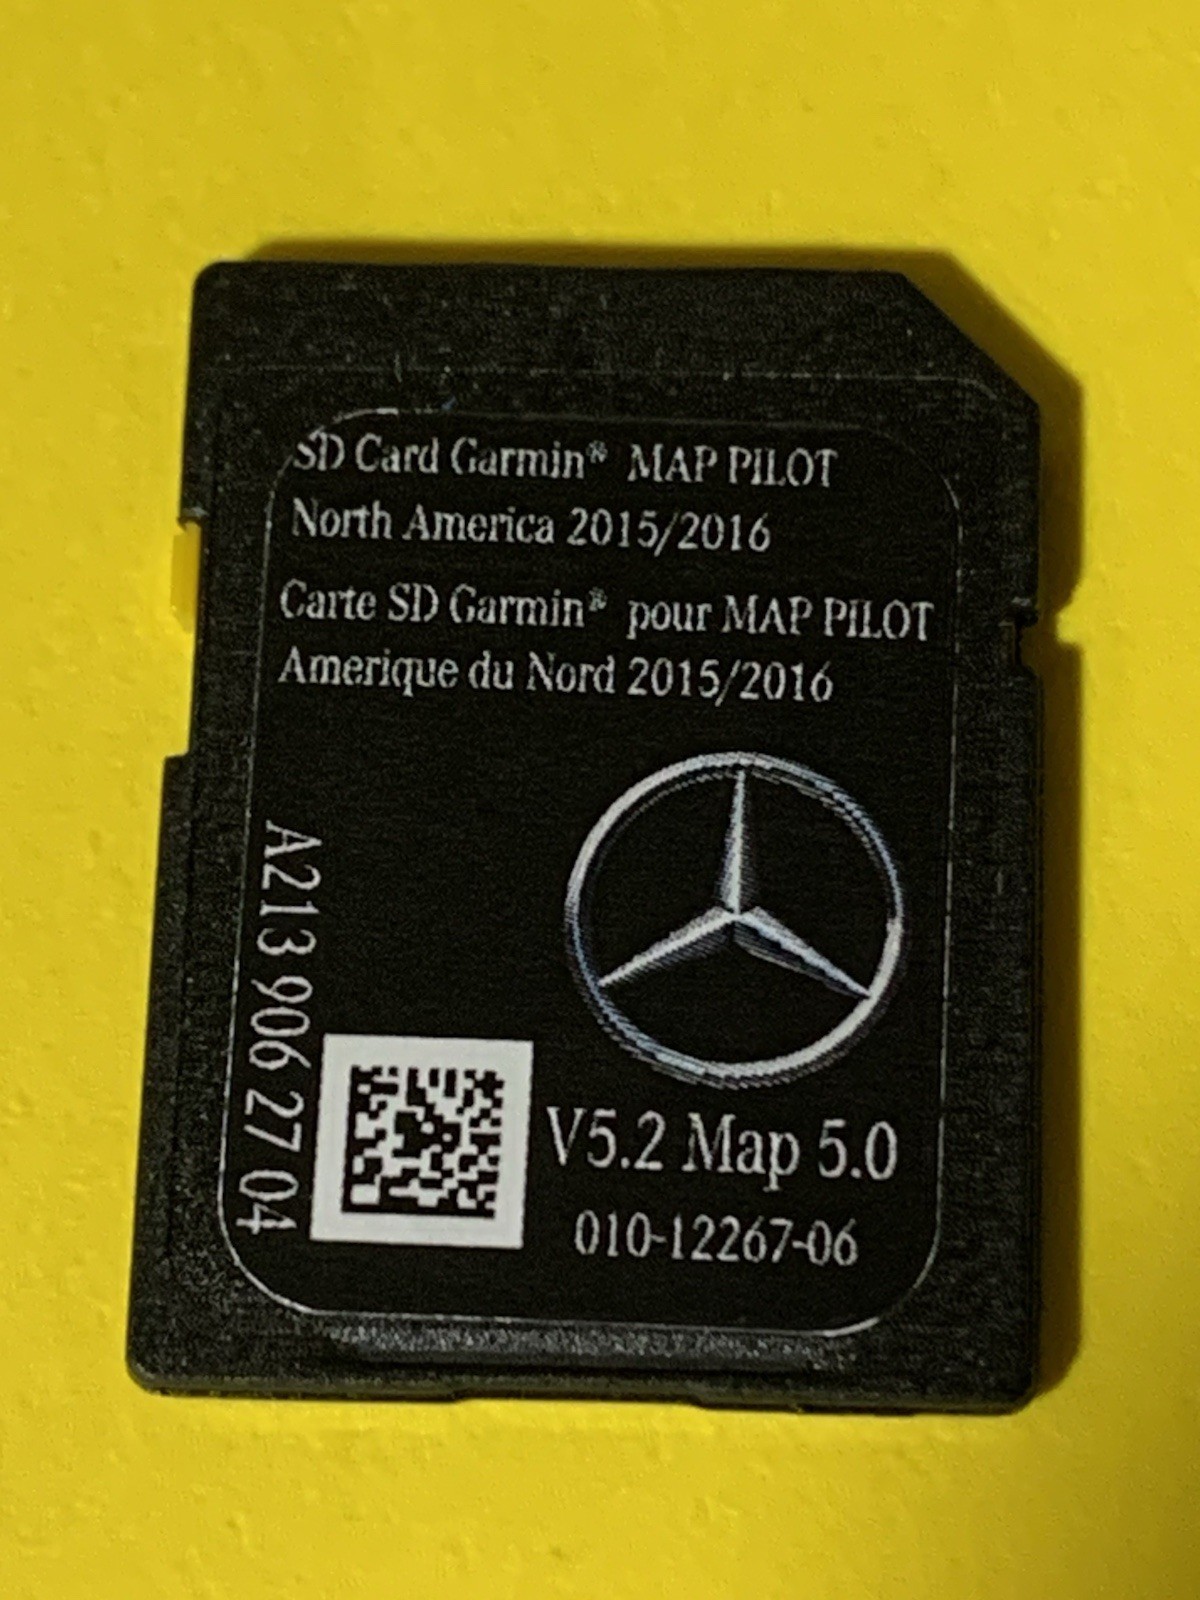 SD Card Garmin® MAP PILOT
North America 2015/2016
Carte SD Garmin® pour MAP PILOT
Amerique du Nord 2015/2016
A213 906 27 04
V5.2 Map 5.0
010-12267-06